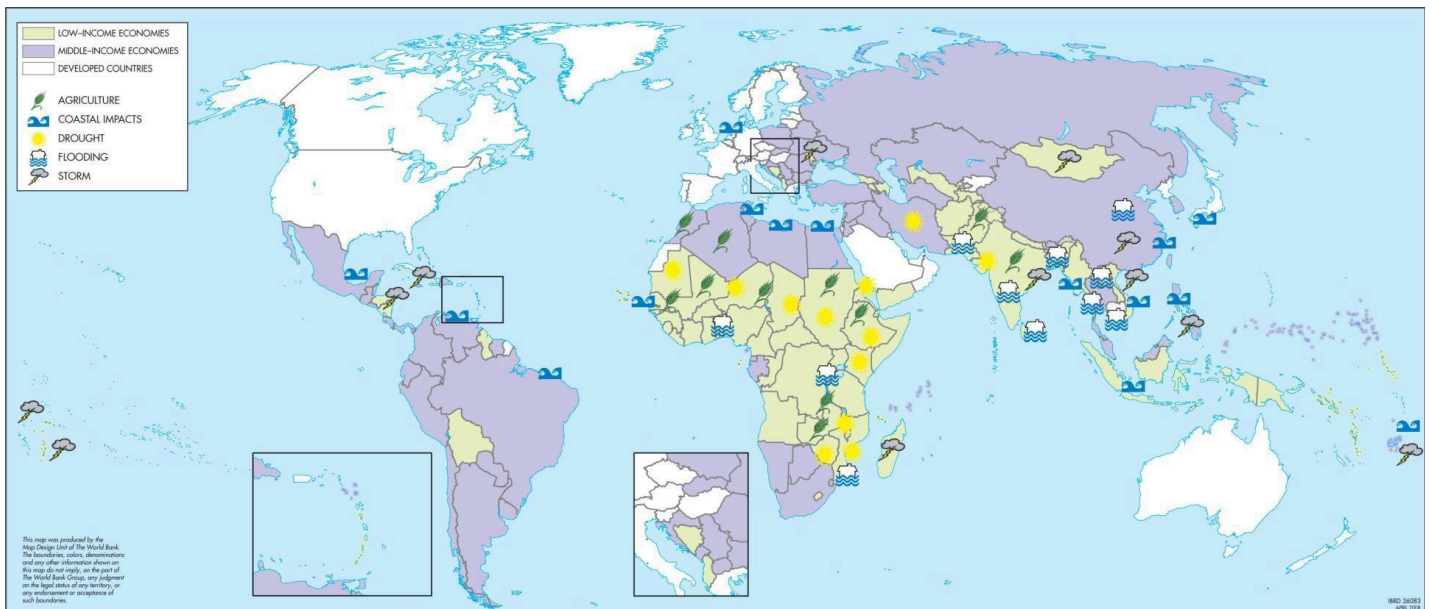 LOW–INCOME ECONOMIES
MIDDLE–INCOME ECONOMIES
DEVELOPED COUNTRIES
AGRICULTURE
COASTAL IMPACTS
DROUGHT
FLOODING
STORM
This map was produced by the
Map Design Unit of The World Bank.
The boundaries, colors, denominations
and any other information shown on
this map do not imply, on the part of
The World Bank Group, any judgment
on the legal status of any territory, or
any endorsement or acceptance of
such boundaries.
IBRD 36083
APRIL 2008